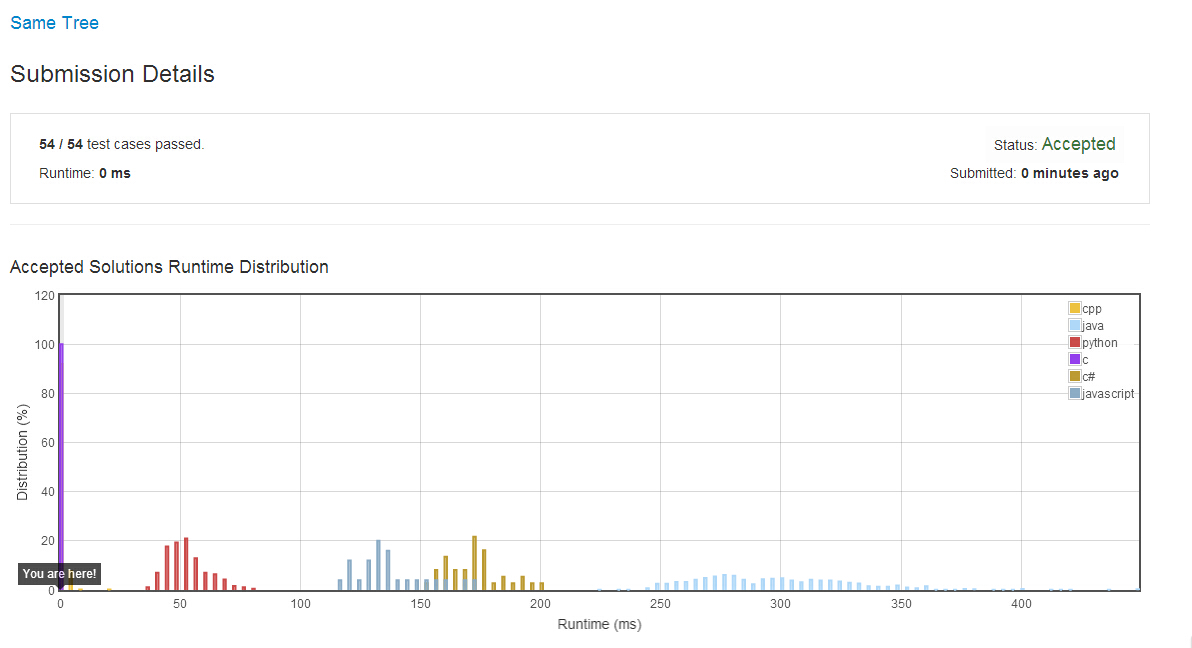 Same Tree
Submission Details
54 / 54 test cases passed.
Status: Accepted
Runtime: 0 ms
Submitted: 0 minutes ago
Accepted Solutions Runtime Distribution
120
100
80
60
40
20
0
Distribution (%)
cpp
java
python
c
c#
javascript
You are here!
0 50 100 150 200 250 300 350 400
Runtime (ms)